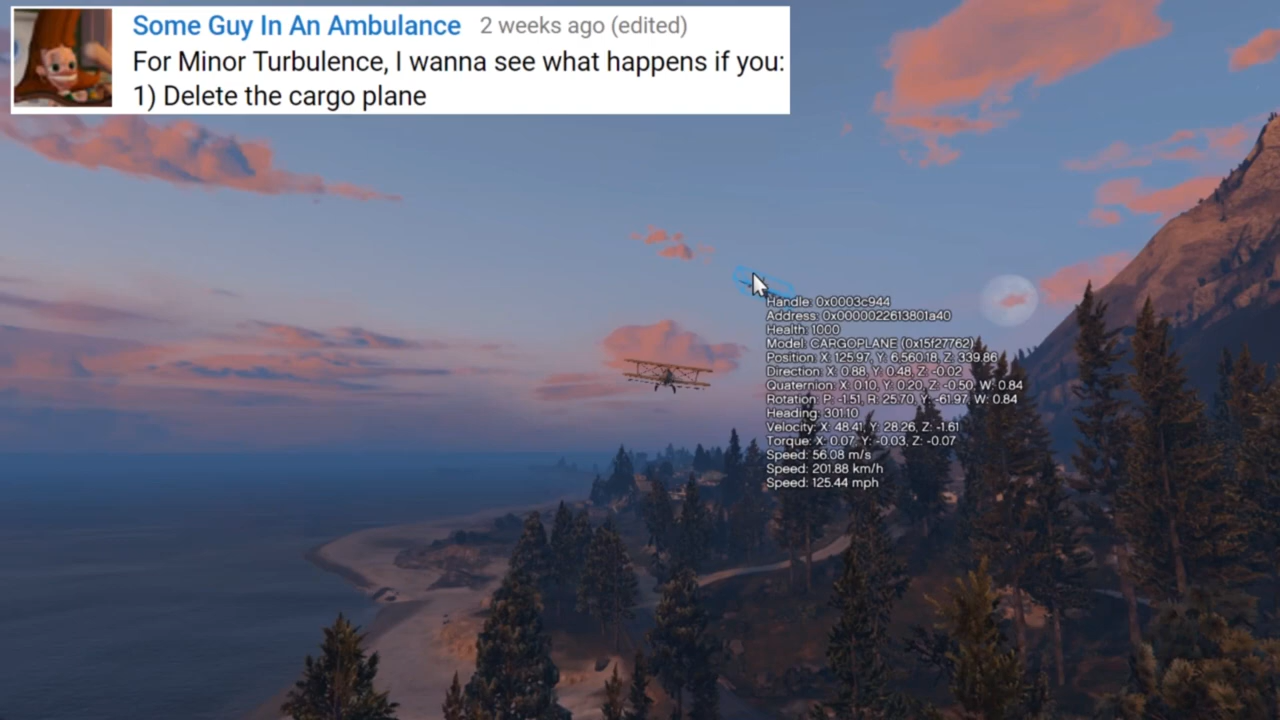 Some Guy In An Ambulance 2 weeks ago (edited)
For Minor Turbulence, I wanna see what happens if you:
1) Delete the cargo plane
Handle: 0x0003c944
Address: 0x0000022613801a40
Health: 1000
Model: CARGOPLANE (0x15f27762)
Position: X: 125.97, Y: 6,560.18, Z: 339.86
Direction: X: 0.88, Y: 0.48, Z: -0.02
Quaternion: X: 0.10, Y: 0.20, Z: -0.50, W: 0.84
Rotation: P: -1.51, R: 25.70, Y: -61.97, W: 0.84
Heading: 301.10
Velocity: X: 48.41, Y: 28.26, Z: -1.61
Torque: X: 0.07, Y: -0.03, Z: -0.07
Speed: 56.08 m/s
Speed: 201.88 km/h
Speed: 125.44 mph